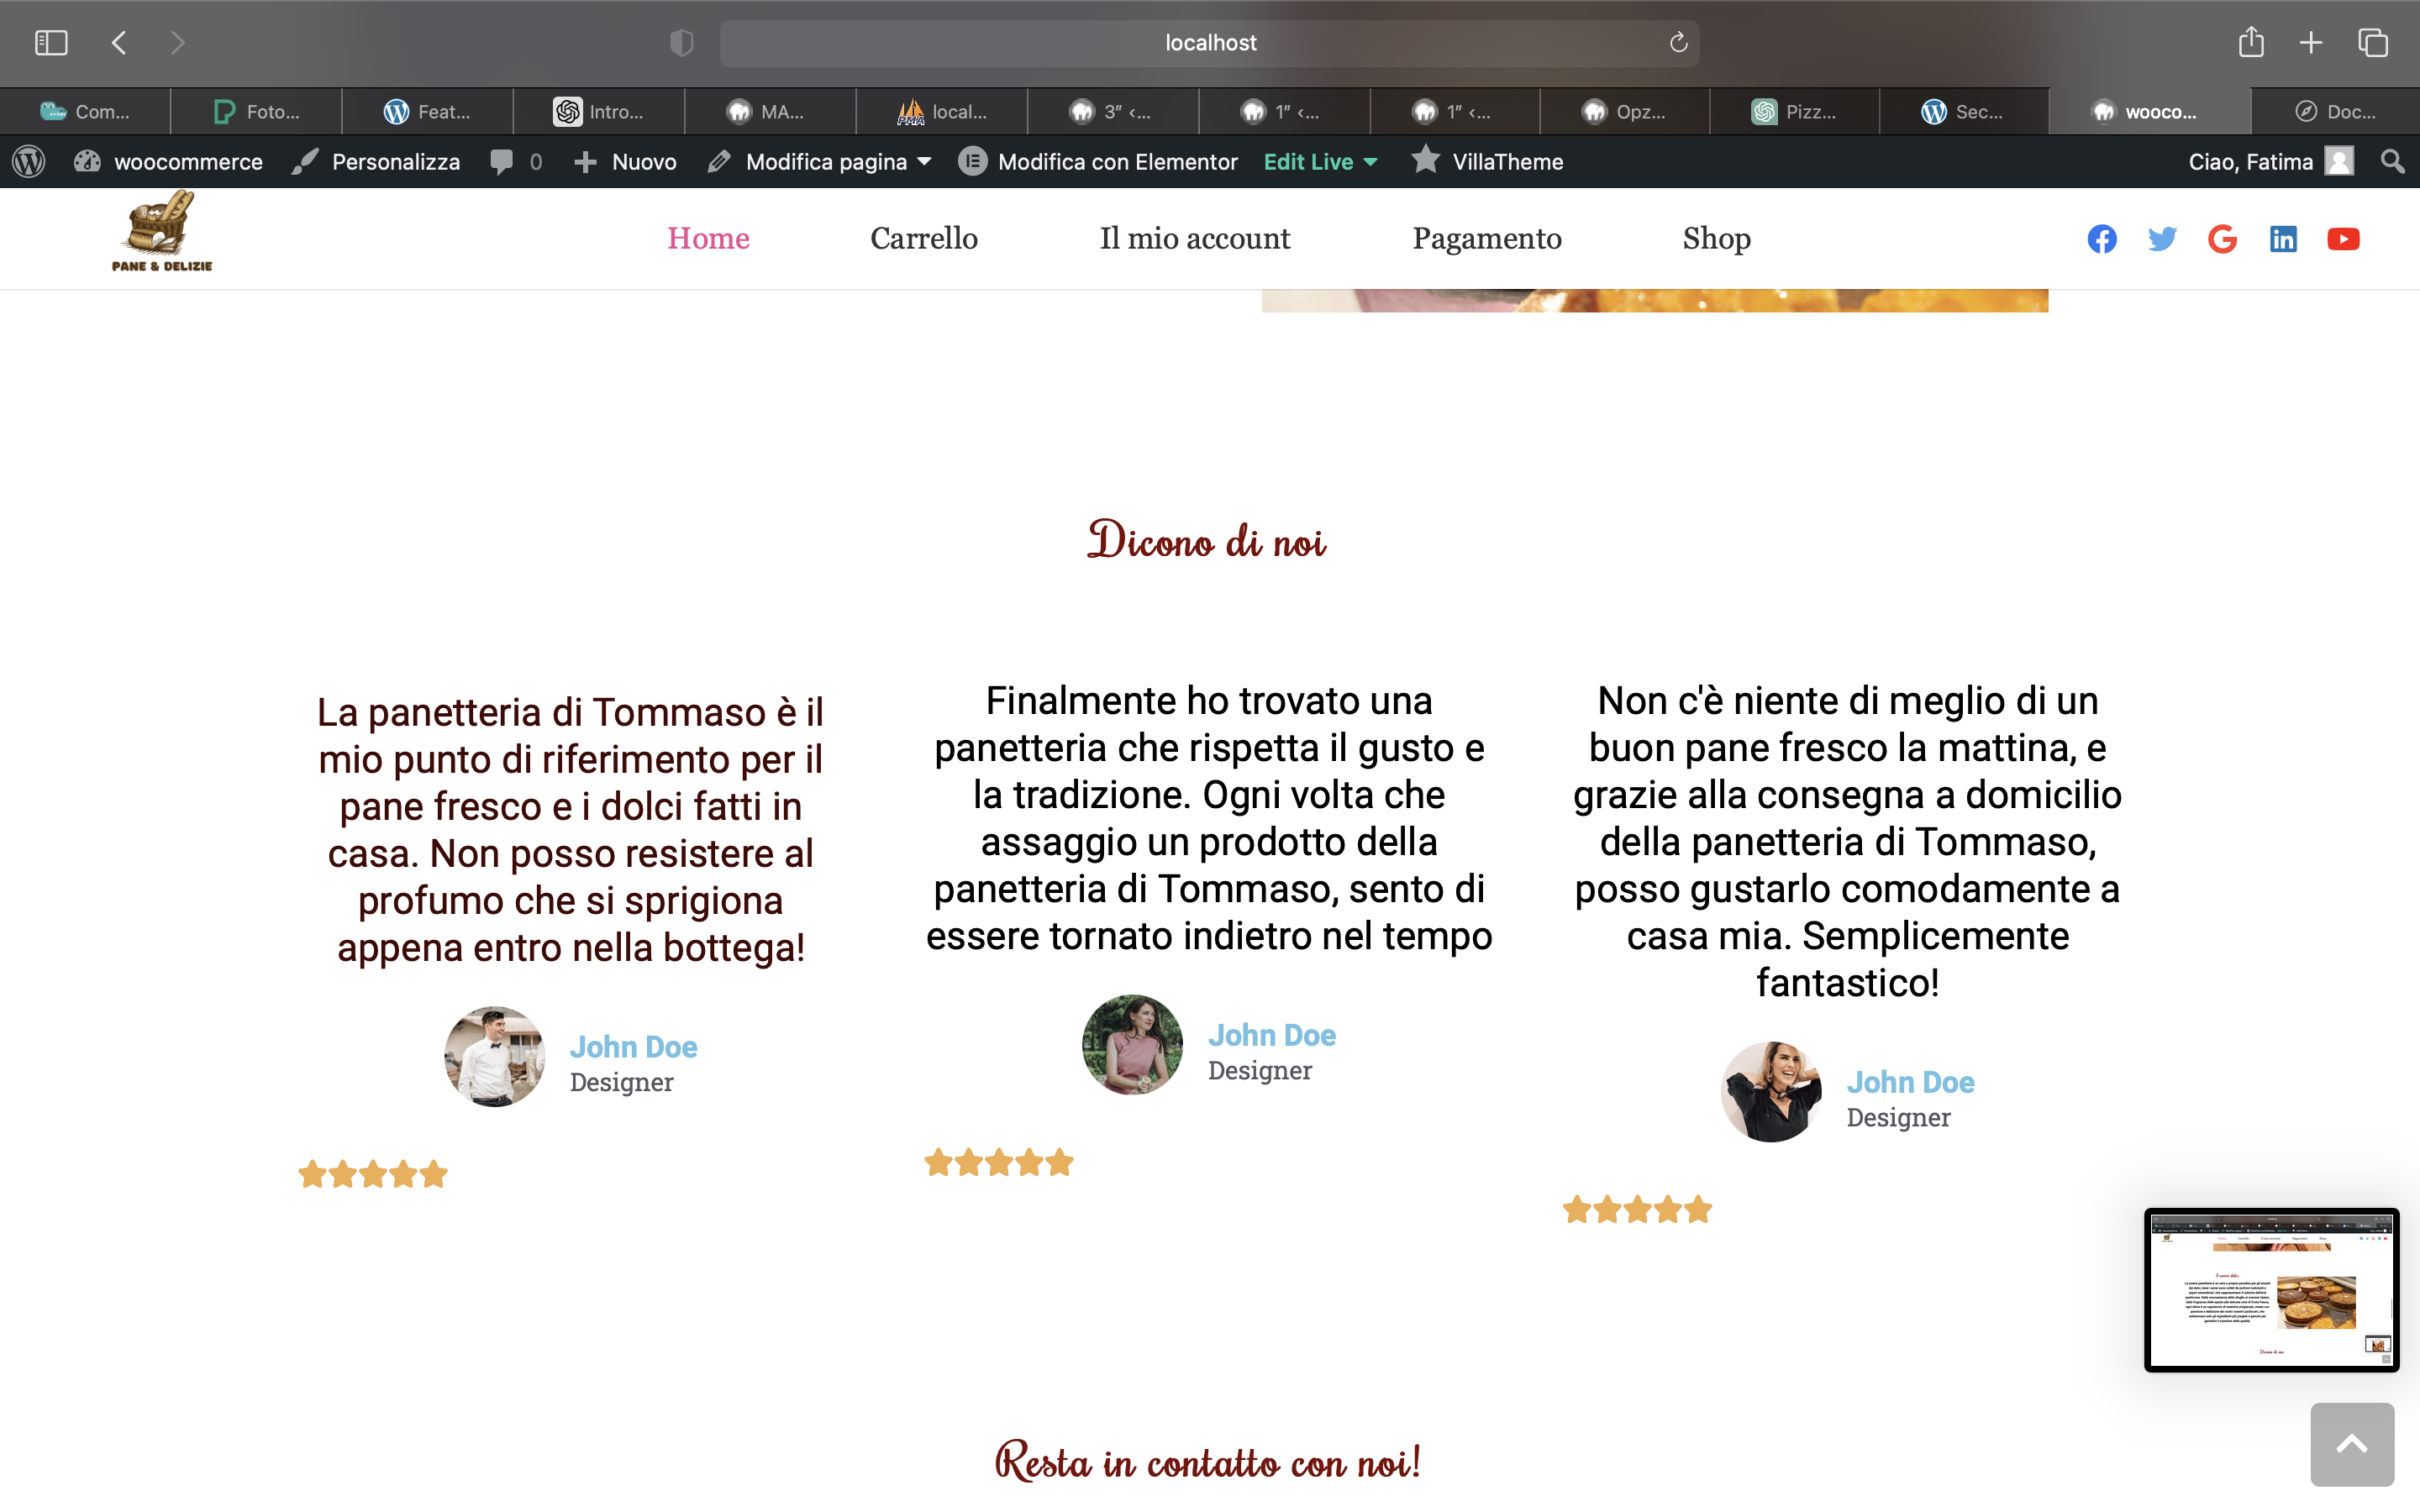 localhost
Com...
Foto...
Feat...
Intro...
MA...
local...
3” ‹...
1” ‹...
1” ‹...
Opz...
Pizz...
Sec...
wooco...
Doc...
woocommerce
Personalizza
0
Nuovo
Modifica pagina
Modifica con Elementor
Edit Live
VillaTheme
Ciao, Fatima
PANE & DELIZIE
Home
Carrello
Il mio account
Pagamento
Shop
Dicono di noi
La panetteria di Tommaso è il
mio punto di riferimento per il
pane fresco e i dolci fatti in
casa. Non posso resistere al
profumo che si sprigiona
appena entro nella bottega!
John Doe
Designer
Finalmente ho trovato una
panetteria che rispetta il gusto e
la tradizione. Ogni volta che
assaggio un prodotto della
panetteria di Tommaso, sento di
essere tornato indietro nel tempo
John Doe
Designer
Non c'è niente di meglio di un
buon pane fresco la mattina, e
grazie alla consegna a domicilio
della panetteria di Tommaso,
posso gustarlo comodamente a
casa mia. Semplicemente
fantastico!
John Doe
Designer
Resta in contatto con noi!